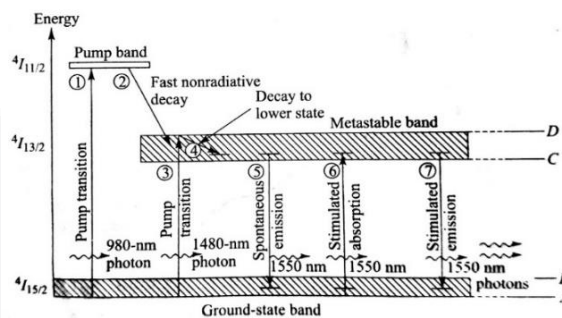 Energy
Pump band
⁴I₁₁/₂
① ②
Fast nonradiative
decay
Decay to
lower state
Metastable band
D
⁴I₁₃/₂
④
C
③ ⑤ ⑥ ⑦
Pump transition
Pump
transition
Spontaneous
emission
Stimulated
absorption
Stimulated
emission
980-nm
photon
1480-nm
photon
1550 nm
1550 nm
1550 nm
photons
⁴I₁₅/₂
Ground-state band